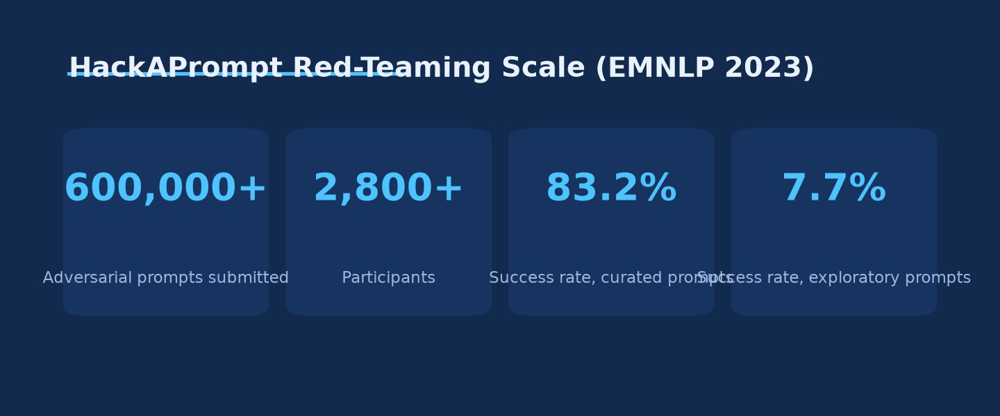 HackAPrompt Red-Teaming Scale (EMNLP 2023)
600,000+
2,800+
83.2%
7.7%
Adversarial prompts submitted
Participants
Success rate, curated prompts
Success rate, exploratory prompts